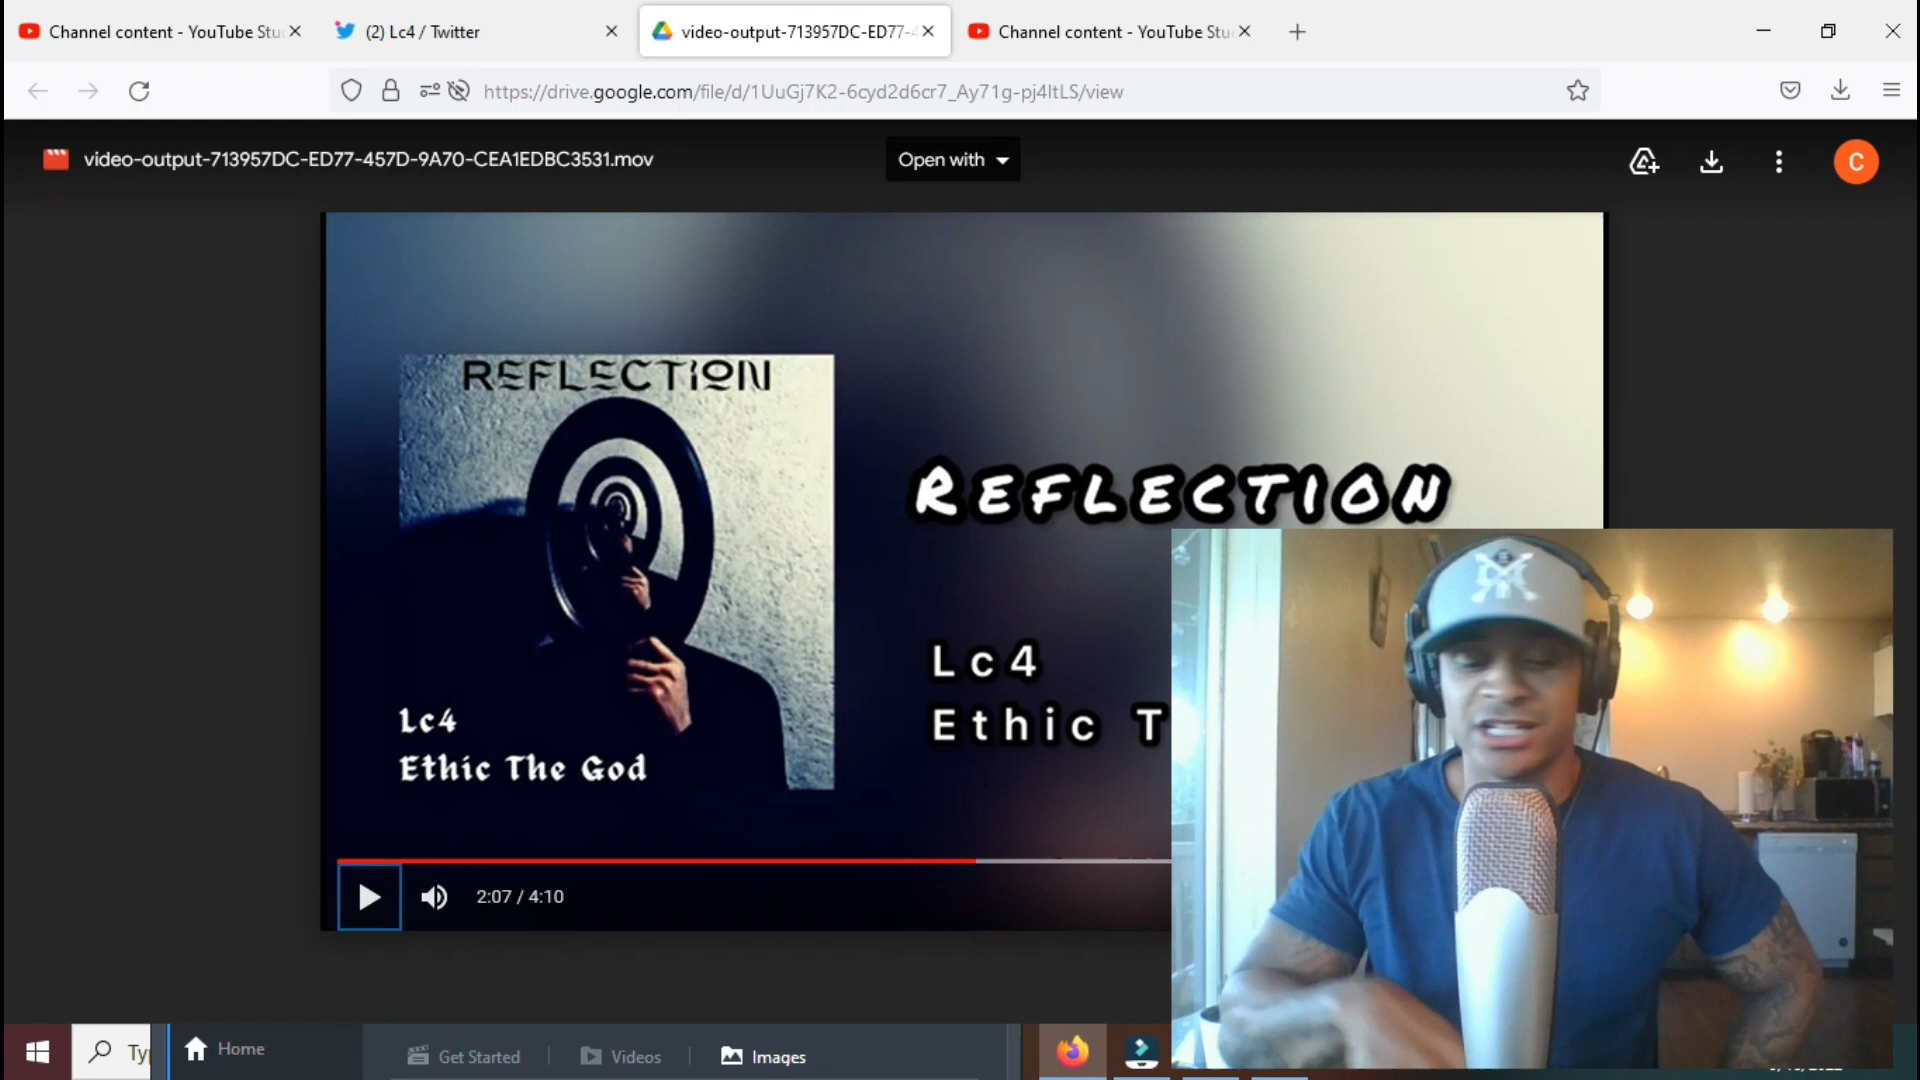 Channel content - YouTube Stu
(2) Lc4 / Twitter
video-output-713957DC-ED77-4
Channel content - YouTube Stu
https://drive.google.com/file/d/1UuGj7K2-6cyd2d6cr7_Ay71g-pj4ltLS/view
video-output-713957DC-ED77-457D-9A70-CEA1EDBC3531.mov
Open with
C
REFLECTION
Reflection
Lc4
Ethic T
Lc4
Ethic The God
2:07 / 4:10
Home
Get Started
Videos
Images